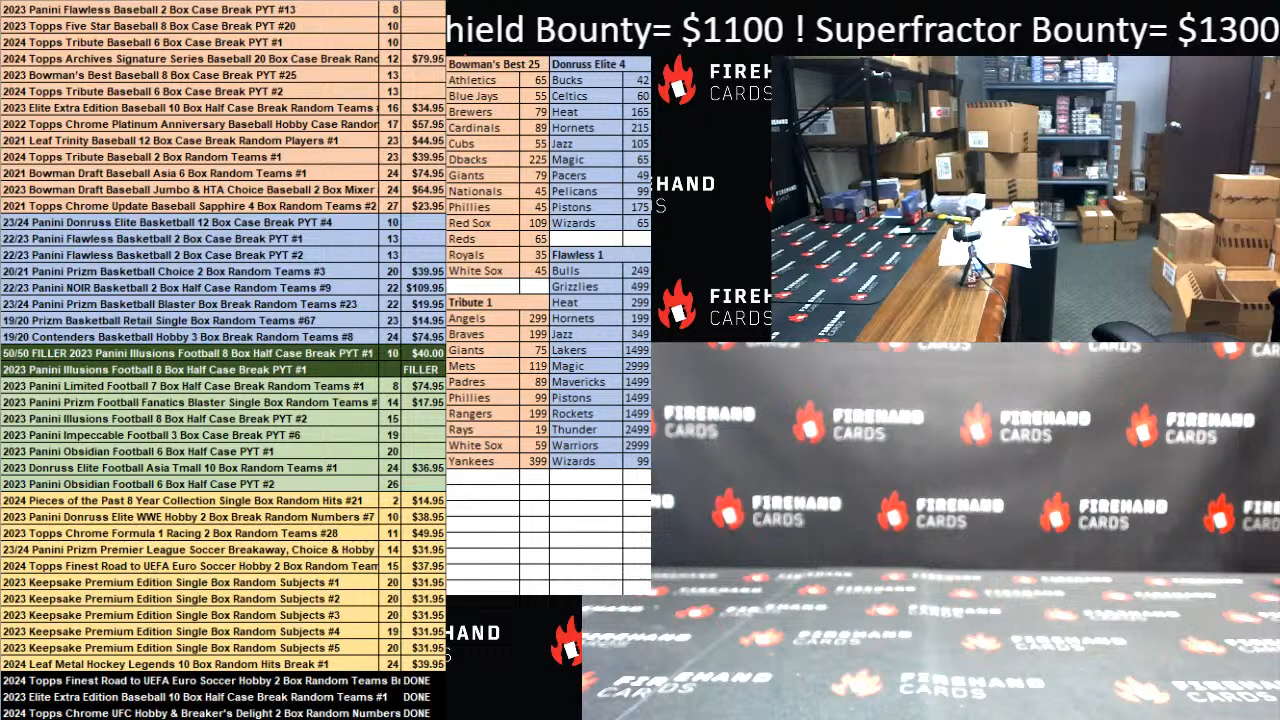 hield Bounty= $1100 ! Superfractor Bounty= $1300
2023 Panini Flawless Baseball 2 Box Case Break PYT #13 8
2023 Topps Five Star Baseball 8 Box Case Break PYT #20 10
2024 Topps Tribute Baseball 6 Box Case Break PYT #1 10
2024 Topps Archives Signature Series Baseball 20 Box Case Break Rand 12 $79.95
2023 Bowman's Best Baseball 8 Box Case Break PYT #25 13
2024 Topps Tribute Baseball 6 Box Case Break PYT #2 13
2023 Elite Extra Edition Baseball 10 Box Half Case Break Random Teams 16 $34.95
2022 Topps Chrome Platinum Anniversary Baseball Hobby Case Random 17 $57.95
2021 Leaf Trinity Baseball 12 Box Case Break Random Players #1 23 $44.95
2024 Topps Tribute Baseball 2 Box Random Teams #1 23 $39.95
2021 Bowman Draft Baseball Asia 6 Box Random Teams #1 24 $74.95
2023 Bowman Draft Baseball Jumbo & HTA Choice Baseball 2 Box Mixer 24 $64.95
2021 Topps Chrome Update Baseball Sapphire 4 Box Random Teams #2 27 $23.95
23/24 Panini Donruss Elite Basketball 12 Box Case Break PYT #4 10
22/23 Panini Flawless Basketball 2 Box Case Break PYT #1 13
22/23 Panini Flawless Basketball 2 Box Case Break PYT #2 13
20/21 Panini Prizm Basketball Choice 2 Box Random Teams #3 20 $39.95
22/23 Panini NOIR Basketball 2 Box Half Case Random Teams #9 22 $109.95
23/24 Panini Prizm Basketball Blaster Box Break Random Teams #23 22 $19.95
19/20 Prizm Basketball Retail Single Box Random Teams #67 23 $14.95
19/20 Contenders Basketball Hobby 3 Box Break Random Teams #8 24 $74.95
50/50 FILLER 2023 Panini Illusions Football 8 Box Half Case Break PYT #1 10 $40.00
2023 Panini Illusions Football 8 Box Half Case Break PYT #1 FILLER
2023 Panini Limited Football 7 Box Half Case Break Random Teams #1 8 $74.95
2023 Panini Prizm Football Fanatics Blaster Single Box Random Teams # 14 $17.95
2023 Panini Illusions Football 8 Box Half Case Break PYT #2 15
2023 Panini Impeccable Football 3 Box Case Break PYT #6 19
2023 Panini Obsidian Football 6 Box Half Case PYT #1 20
2023 Donruss Elite Football Asia Tmall 10 Box Random Teams #1 24 $36.95
2023 Panini Obsidian Football 6 Box Half Case PYT #2 26
2024 Pieces of the Past 8 Year Collection Single Box Random Hits #21 2 $14.95
2023 Panini Donruss Elite WWE Hobby 2 Box Break Random Numbers #7 10 $38.95
2023 Topps Chrome Formula 1 Racing 2 Box Random Teams #28 11 $49.95
23/24 Panini Prizm Premier League Soccer Breakaway, Choice & Hobby 14 $31.95
2024 Topps Finest Road to UEFA Euro Soccer Hobby 2 Box Random Team 15 $37.95
2023 Keepsake Premium Edition Single Box Random Subjects #1 20 $31.95
2023 Keepsake Premium Edition Single Box Random Subjects #2 20 $31.95
2023 Keepsake Premium Edition Single Box Random Subjects #3 20 $31.95
2023 Keepsake Premium Edition Single Box Random Subjects #4 19 $31.95
2023 Keepsake Premium Edition Single Box Random Subjects #5 20 $31.95
2024 Leaf Metal Hockey Legends 10 Box Random Hits Break #1 24 $39.95
2024 Topps Finest Road to UEFA Euro Soccer Hobby 2 Box Random Teams Br DONE
2023 Elite Extra Edition Baseball 10 Box Half Case Break Random Teams #1 DONE
2024 Topps Chrome UFC Hobby & Breaker's Delight 2 Box Random Numbers DONE
Bowman's Best 25
Athletics 65
Blue Jays 55
Brewers 79
Cardinals 89
Cubs 55
Dbacks 225
Giants 79
Nationals 45
Phillies 45
Red Sox 109
Reds 65
Royals 35
White Sox 45
Tribute 1
Angels 299
Braves 199
Giants 75
Mets 119
Padres 89
Phillies 99
Rangers 199
Rays 19
White Sox 59
Yankees 399
Donruss Elite 4
Bucks 42
Celtics 60
Heat 165
Hornets 215
Jazz 105
Magic 65
Pacers 49
Pelicans 99
Pistons 175
Wizards 65
Flawless 1
Bulls 249
Grizzlies 499
Heat 299
Hornets 199
Jazz 349
Lakers 1499
Magic 2999
Mavericks 1499
Pistons 1499
Rockets 1499
Thunder 2499
Warriors 2999
Wizards 99
FIREH
CARDS
HAND
S
FIREH
CARDS
HAND
S
FIREHAND
CARDS
FIREHAND
CARDS
FIREHAND
CARDS
FIREHAND
CARDS
FIREHAND
CARDS
FIREHAND
CARDS
FIREHAND
CARDS